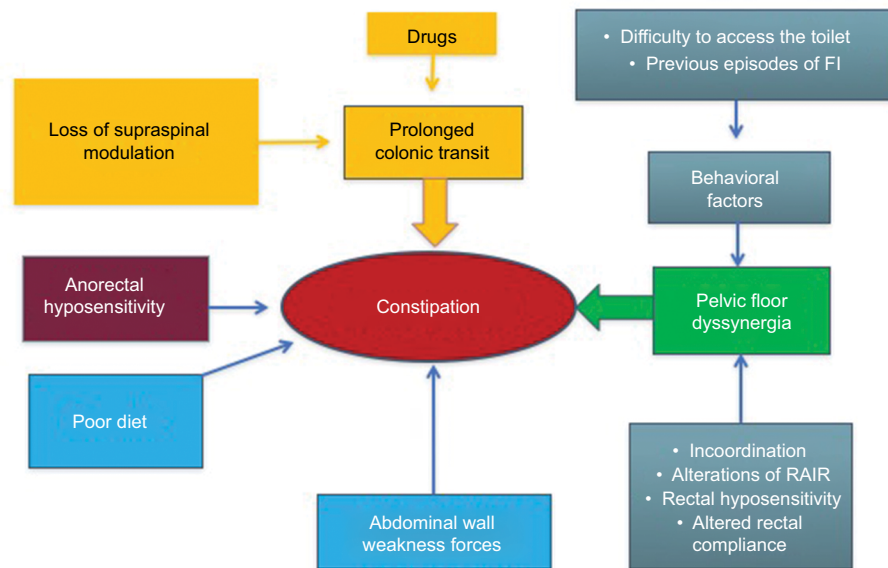 Drugs
• Difficulty to access the toilet
• Previous episodes of FI
Loss of supraspinal
modulation
Prolonged
colonic transit
Behavioral
factors
Anorectal
hyposensitivity
Constipation
Pelvic floor
dyssynergia
Poor diet
Abdominal wall
weakness forces
• Incoordination
• Alterations of RAIR
• Rectal hyposensitivity
• Altered rectal
compliance